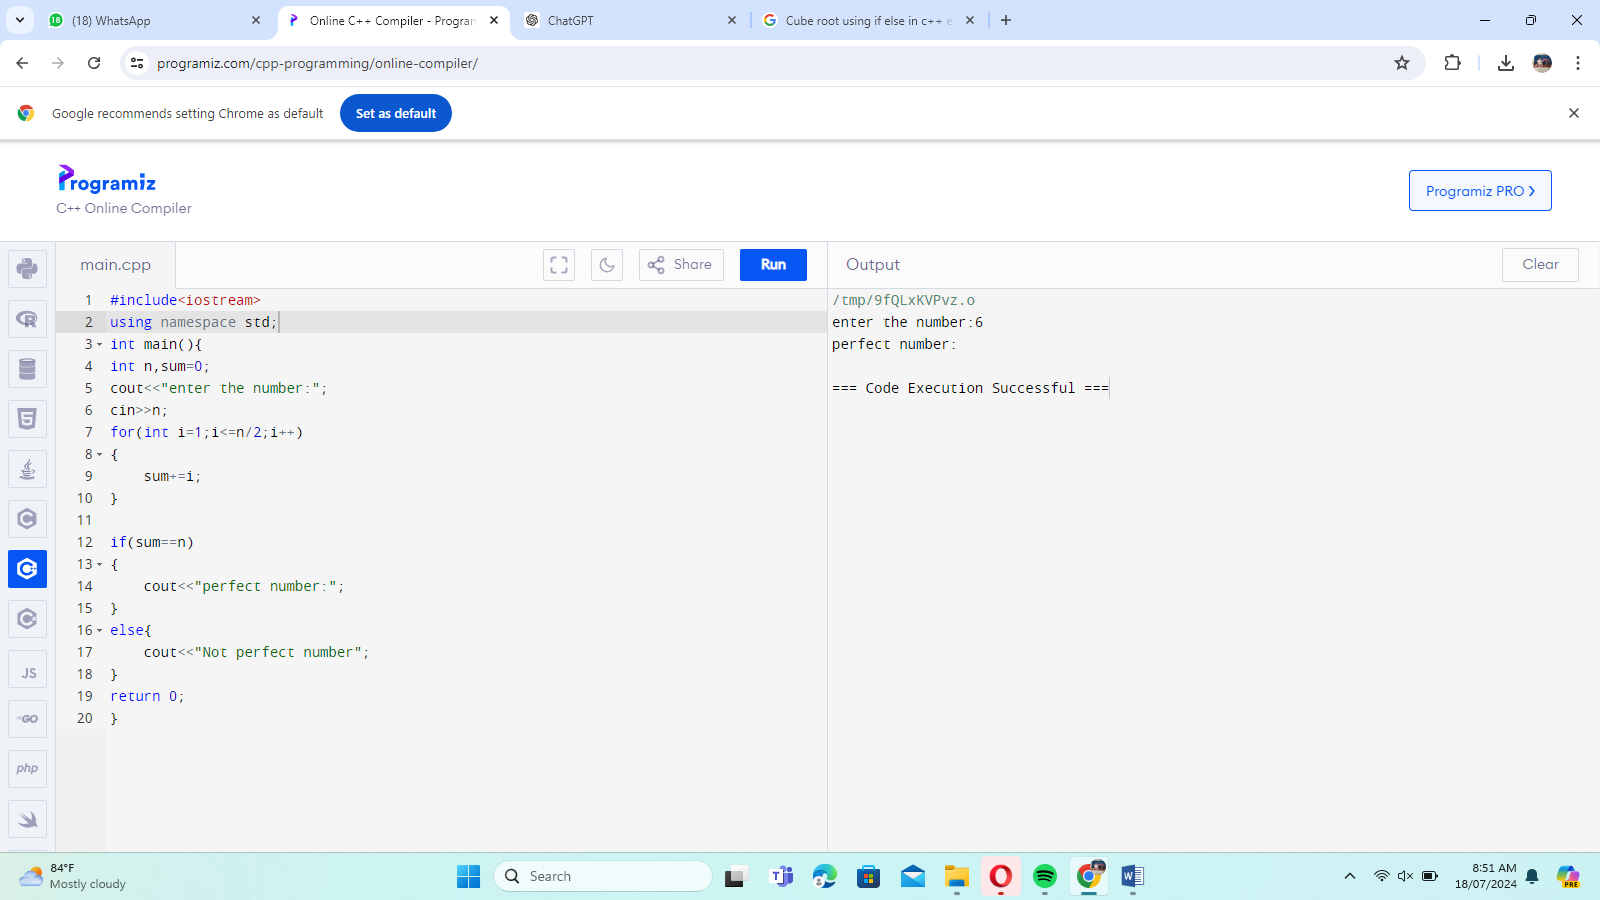 (18) WhatsApp
Online C++ Compiler - Program
ChatGPT
Cube root using if else in c++ e
programiz.com/cpp-programming/online-compiler/
Google recommends setting Chrome as default
Set as default
Programiz
C++ Online Compiler
Programiz PRO ❯
main.cpp
Share
Run
Output
Clear
1 #include<iostream>
2 using namespace std;
3 int main(){
4 int n,sum=0;
5 cout<<"enter the number:";
6 cin>>n;
7 for(int i=1;i<=n/2;i++)
8 {
9     sum+=i;
10 }
11
12 if(sum==n)
13 {
14     cout<<"perfect number:";
15 }
16 else{
17     cout<<"Not perfect number";
18 }
19 return 0;
20 }
/tmp/9fQLxKVPvz.o
enter the number:6
perfect number:
=== Code Execution Successful ===
JS
GO
php
84°F
Mostly cloudy
Search
8:51 AM
18/07/2024
PRE